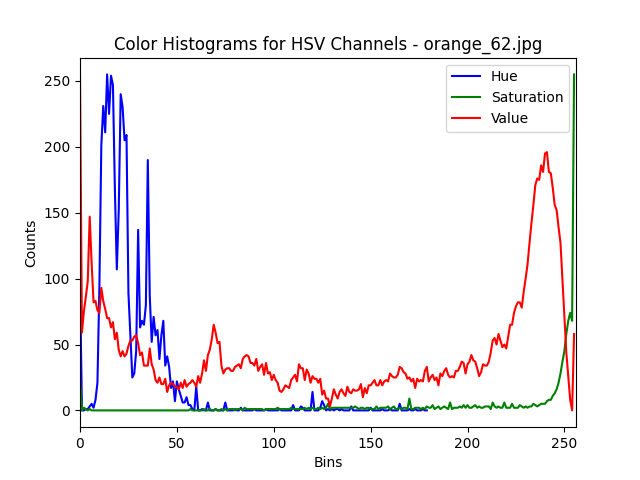 Color Histograms for HSV Channels - orange_62.jpg
Hue
Saturation
Value
250
200
150
100
50
0
Counts
0 50 100 150 200 250
Bins